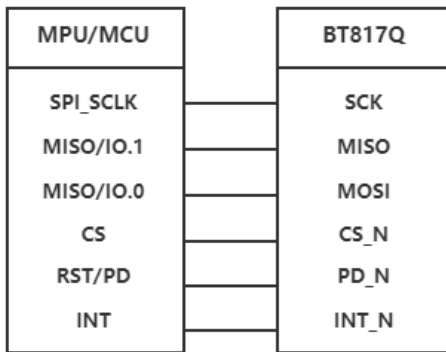 MPU/MCU
BT817Q
SPI_SCLK
SCK
MISO/IO.1
MISO
MISO/IO.0
MOSI
CS
CS_N
RST/PD
PD_N
INT
INT_N